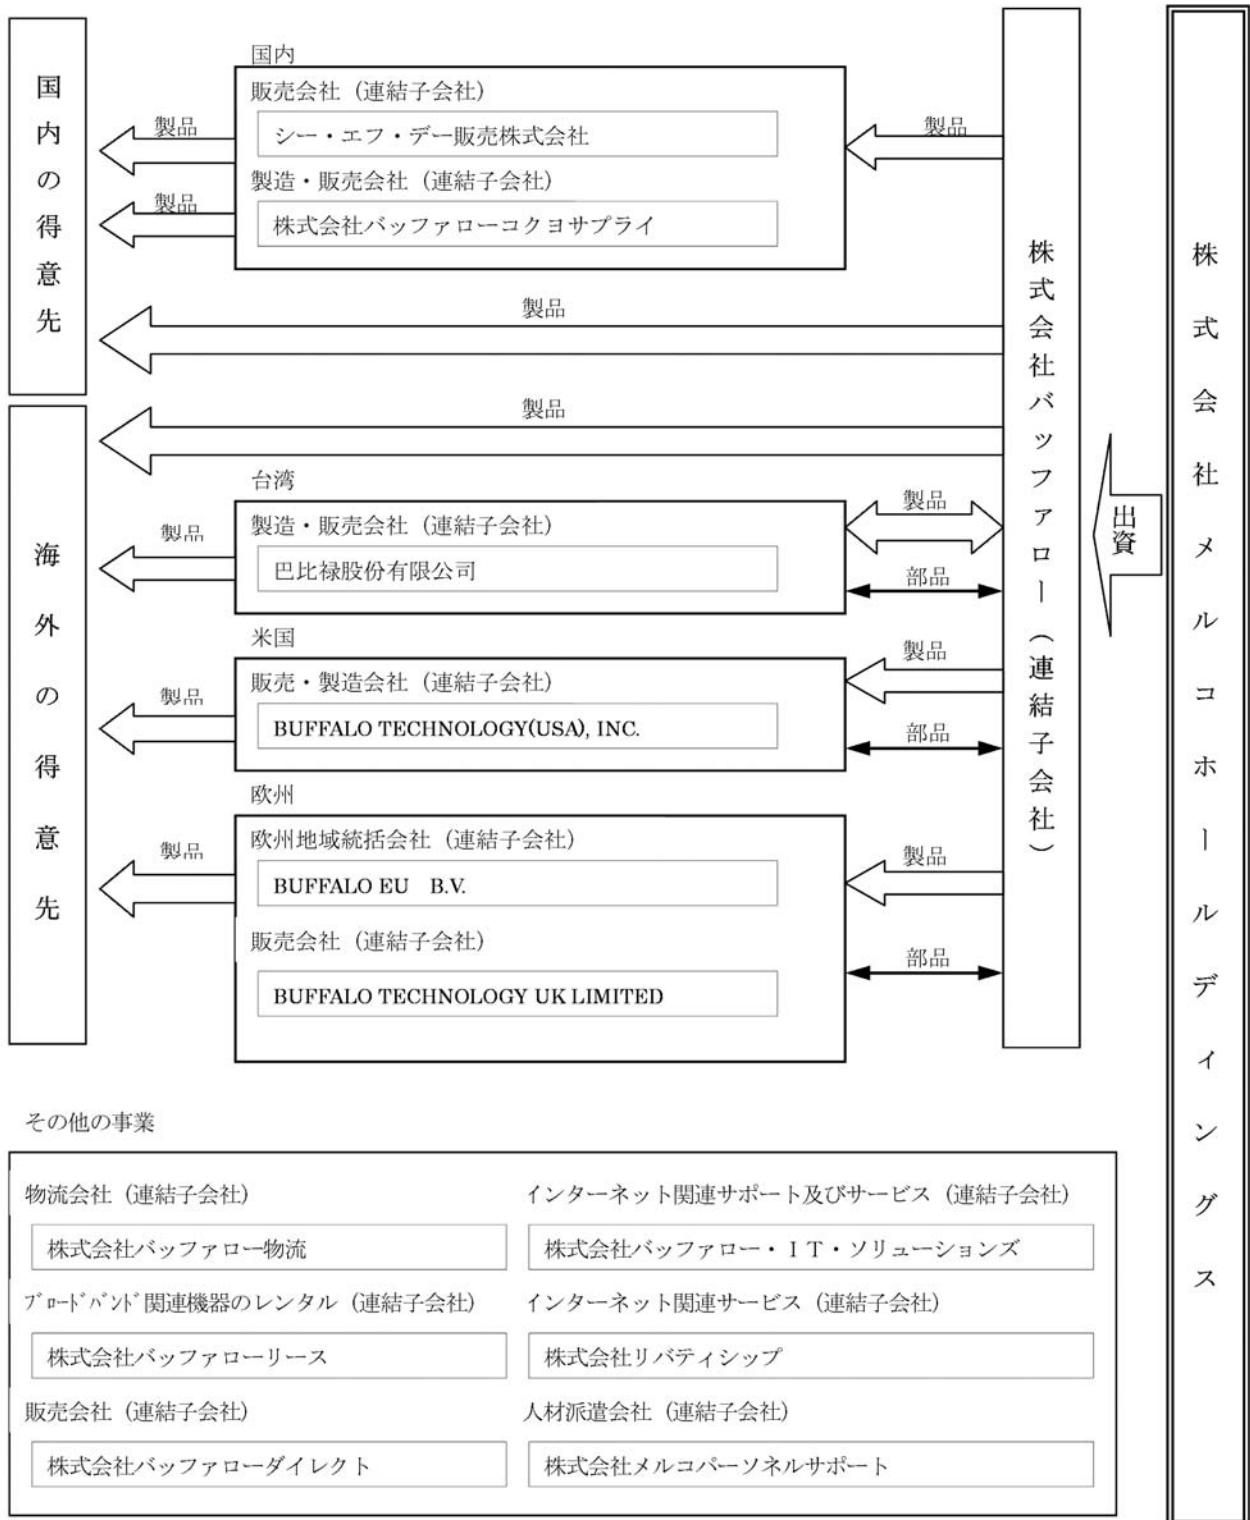 国内の得意先
海外の得意先
国内
販売会社（連結子会社）
シー・エフ・デー販売株式会社
製造・販売会社（連結子会社）
株式会社バッファローコクヨサプライ
製品
製品
製品
製品
製品
台湾
製造・販売会社（連結子会社）
巴比禄股份有限公司
製品
製品
部品
米国
販売・製造会社（連結子会社）
BUFFALO TECHNOLOGY(USA), INC.
製品
製品
部品
欧州
欧州地域統括会社（連結子会社）
BUFFALO EU　B.V.
販売会社（連結子会社）
BUFFALO TECHNOLOGY UK LIMITED
製品
製品
部品
株式会社バッファロー（連結子会社）
出資
株式会社メルコホールディングス
その他の事業
物流会社（連結子会社）
株式会社バッファロー物流
ﾌﾞﾛｰﾄﾞﾊﾞﾝﾄﾞ関連機器のレンタル（連結子会社）
株式会社バッファローリース
販売会社（連結子会社）
株式会社バッファローダイレクト
インターネット関連サポート及びサービス（連結子会社）
株式会社バッファロー・ＩＴ・ソリューションズ
インターネット関連サービス（連結子会社）
株式会社リバティシップ
人材派遣会社（連結子会社）
株式会社メルコパーソネルサポート